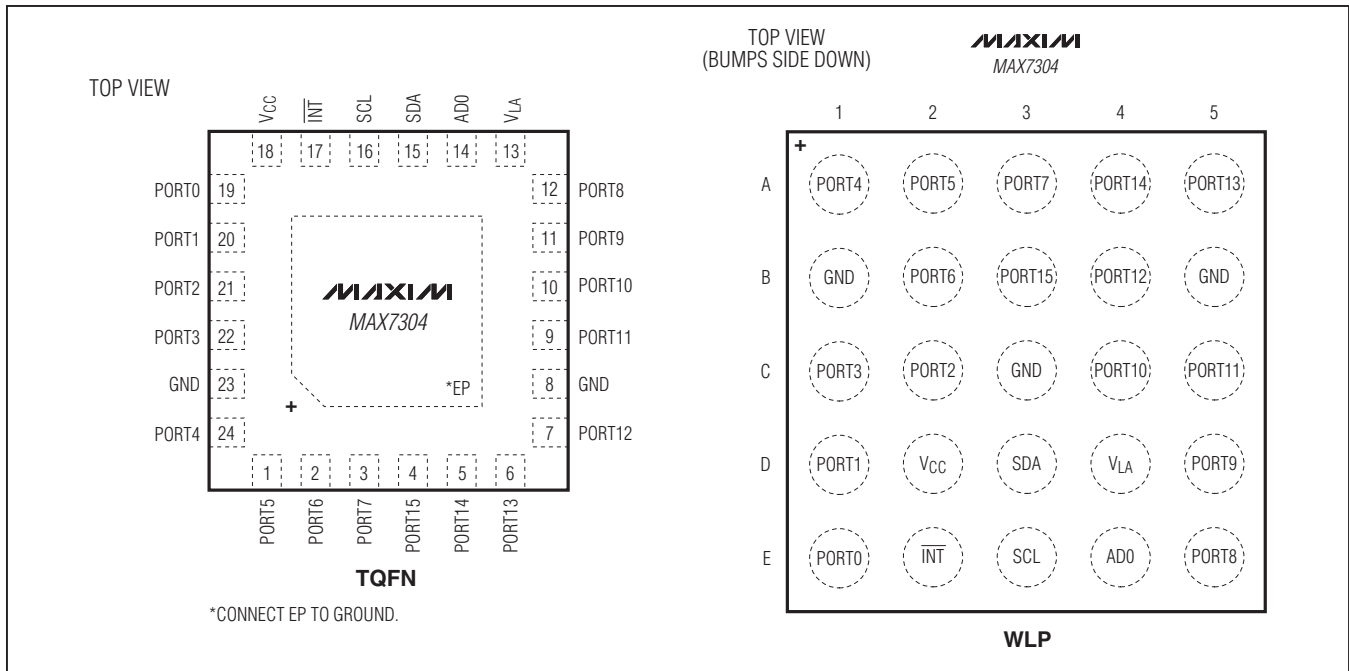 TOP VIEW
VCC INT SCL SDA AD0 VLA
18 17 16 15 14 13
PORT0 19
PORT1 20
PORT2 21
PORT3 22
GND 23
PORT4 24
12 PORT8
11 PORT9
10 PORT10
9 PORT11
8 GND
7 PORT12
MAXIM
MAX7304
*EP
+
1 2 3 4 5 6
PORT5 PORT6 PORT7 PORT15 PORT14 PORT13
TQFN
*CONNECT EP TO GROUND.
TOP VIEW
(BUMPS SIDE DOWN)
MAXIM
MAX7304
1 2 3 4 5
+
A PORT4 PORT5 PORT7 PORT14 PORT13
B GND PORT6 PORT15 PORT12 GND
C PORT3 PORT2 GND PORT10 PORT11
D PORT1 VCC SDA VLA PORT9
E PORT0 INT SCL AD0 PORT8
WLP